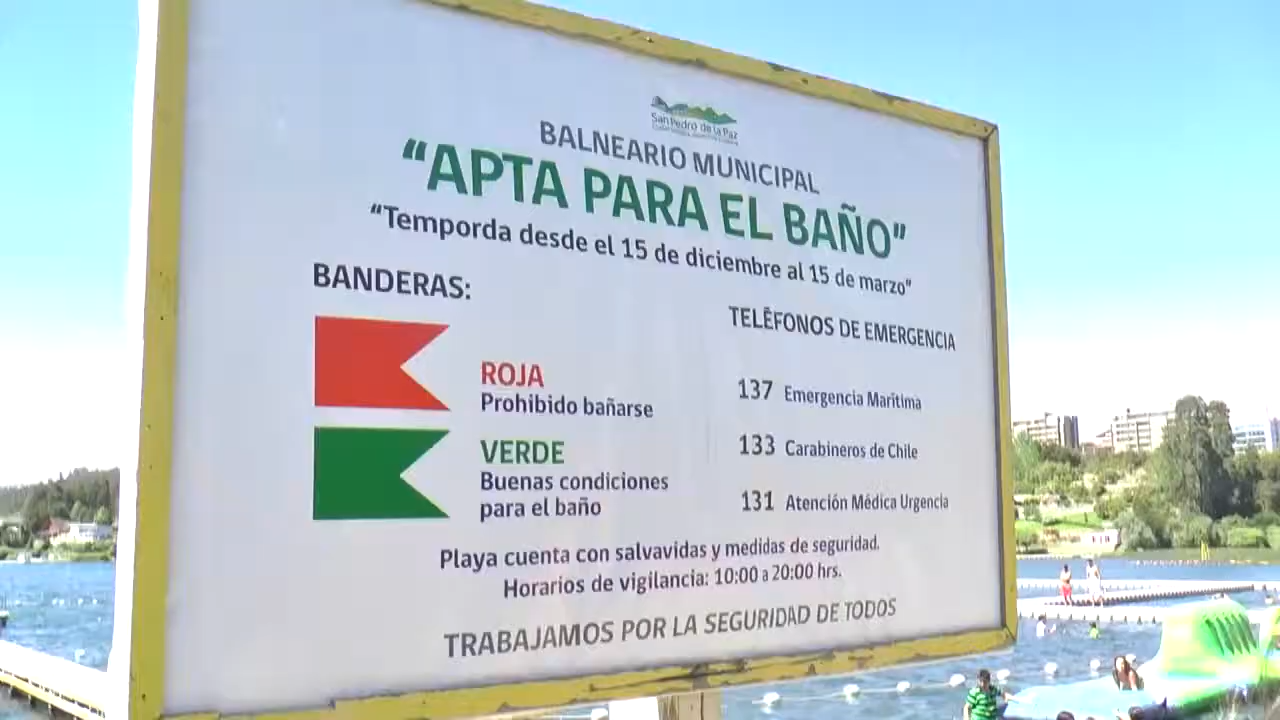 San Pedro de la Paz
BALNEARIO MUNICIPAL
“APTA PARA EL BAÑO”
“Temporda desde el 15 de diciembre al 15 de marzo”
BANDERAS:
ROJA
Prohibido bañarse
VERDE
Buenas condiciones
para el baño
TELÉFONOS DE EMERGENCIA
137 Emergencia Marítima
133 Carabineros de Chile
131 Atención Médica Urgencia
Playa cuenta con salvavidas y medidas de seguridad.
Horarios de vigilancia: 10:00 a 20:00 hrs.
TRABAJAMOS POR LA SEGURIDAD DE TODOS